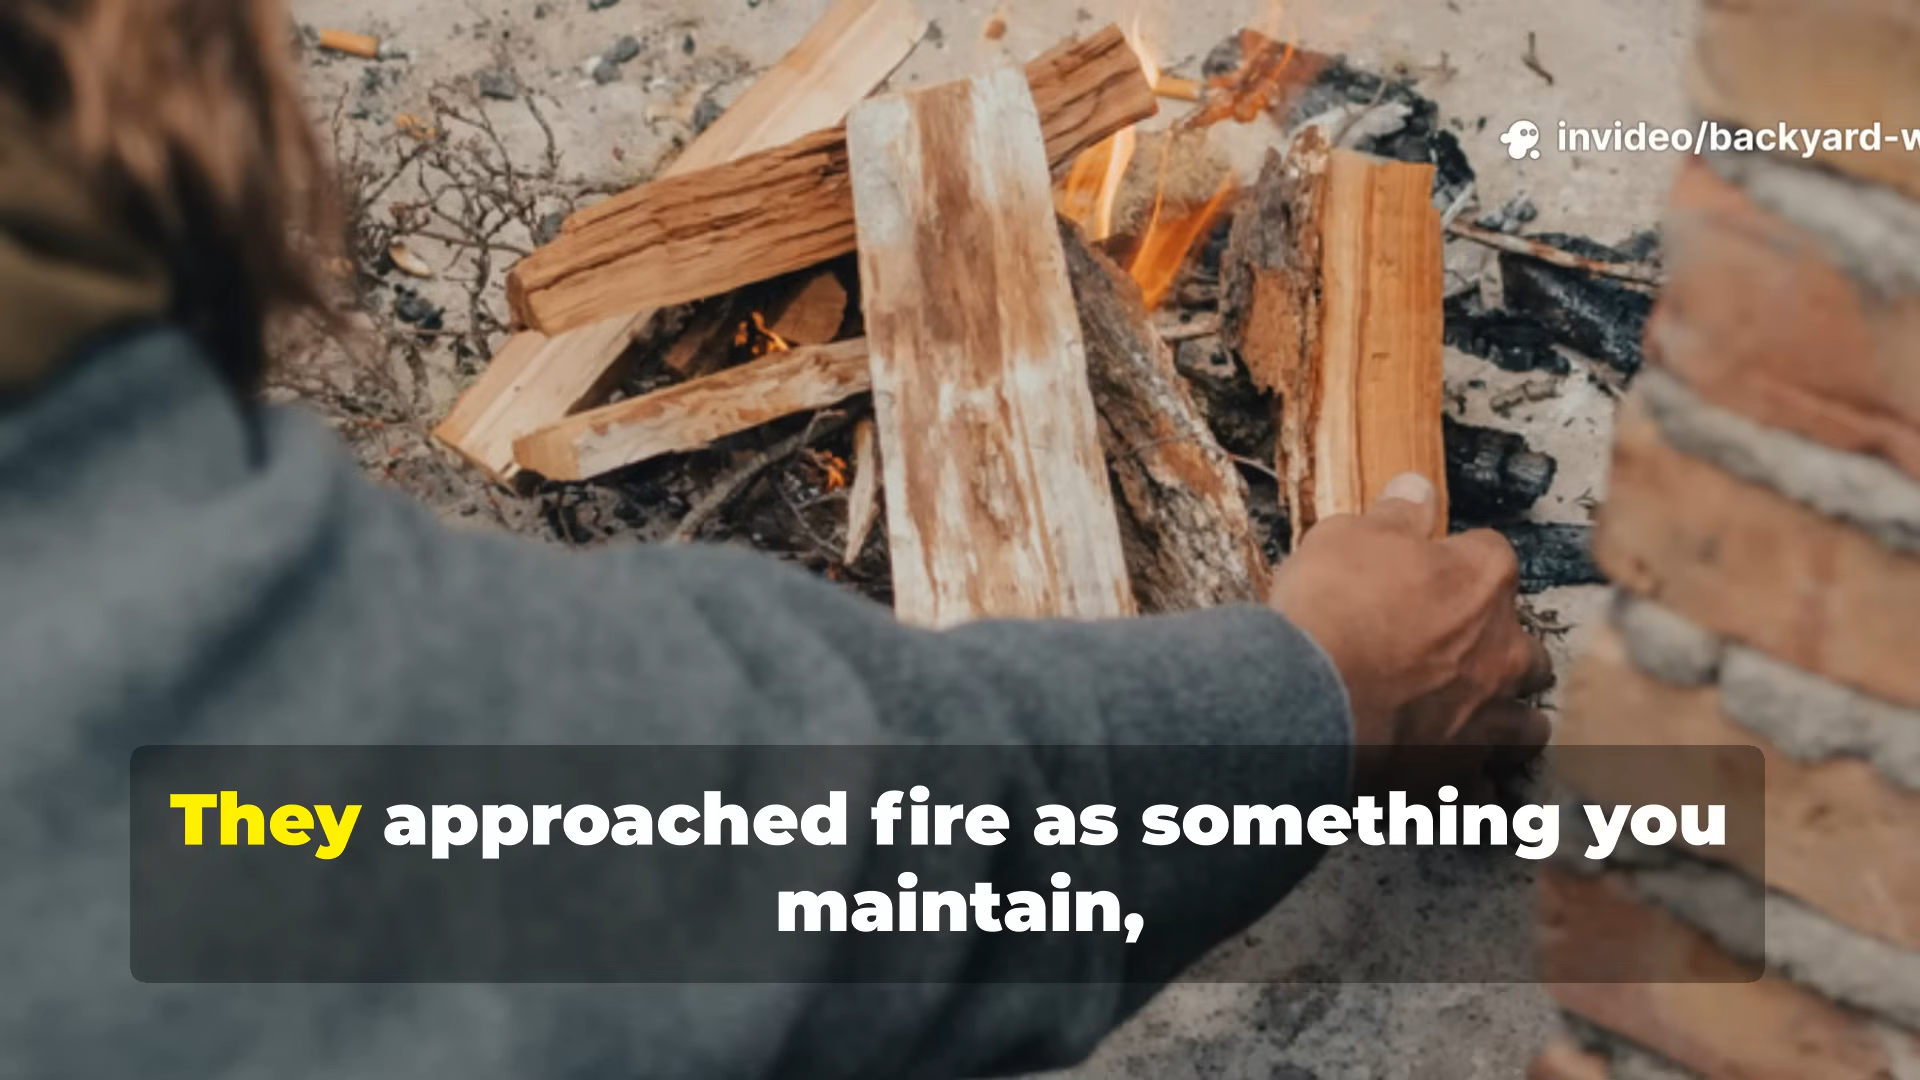 invideo/backyard-w
They approached fire as something you
maintain,